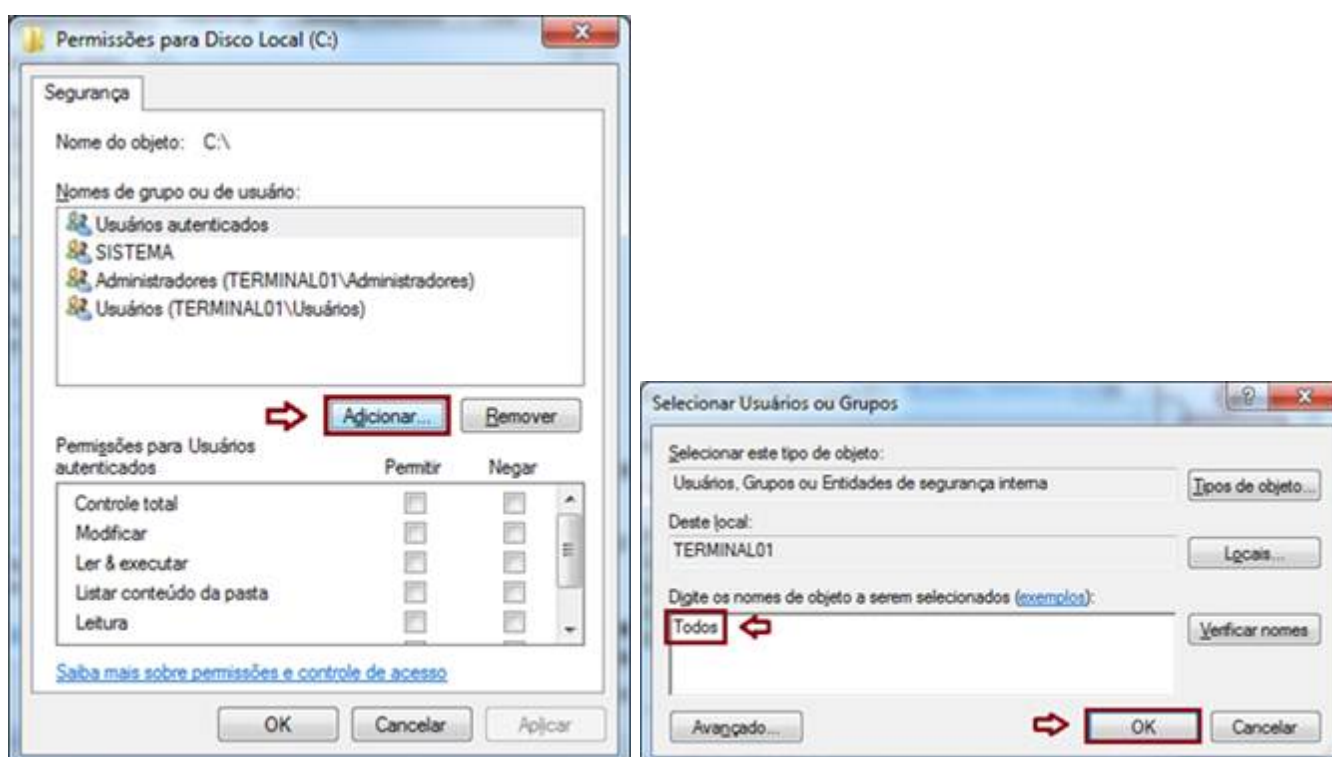 Permissões para Disco Local (C:)
Segurança
Nome do objeto: C:\
Nomes de grupo ou de usuário:
Usuários autenticados
SISTEMA
Administradores (TERMINAL01\Administradores)
Usuários (TERMINAL01\Usuários)
Adicionar... Remover
Permissões para Usuários
autenticados Permitir Negar
Controle total
Modificar
Ler & executar
Listar conteúdo da pasta
Leitura
Saiba mais sobre permissões e controle de acesso
OK Cancelar Aplicar
Selecionar Usuários ou Grupos
Selecionar este tipo de objeto:
Usuários, Grupos ou Entidades de segurança interna Tipos de objeto...
Deste local:
TERMINAL01 Locais...
Digite os nomes de objeto a serem selecionados (exemplos):
Todos Verificar nomes
Avançado... OK Cancelar